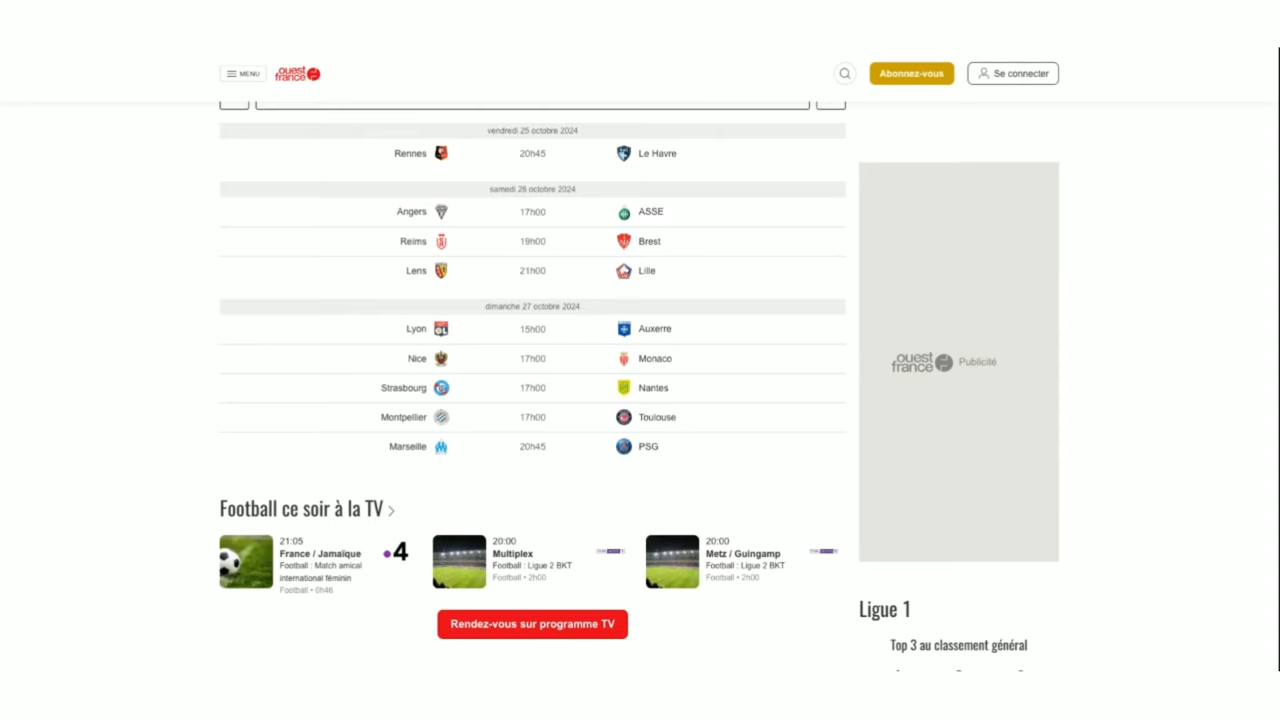 MENU
ouest
france
Abonnez-vous
Se connecter
vendredi 25 octobre 2024
Rennes 20h45 Le Havre
samedi 26 octobre 2024
Angers 17h00 ASSE
Reims 19h00 Brest
Lens 21h00 Lille
dimanche 27 octobre 2024
Lyon 15h00 Auxerre
Nice 17h00 Monaco
Strasbourg 17h00 Nantes
Montpellier 17h00 Toulouse
Marseille 20h45 PSG
ouest
france
Publicité
Football ce soir à la TV
21:05
France / Jamaïque
Football : Match amical
international féminin
Football • 0h46
4
20:00
Multiplex
Football : Ligue 2 BKT
Football • 2h00
20:00
Metz / Guingamp
Football : Ligue 2 BKT
Football • 2h00
Rendez-vous sur programme TV
Ligue 1
Top 3 au classement général